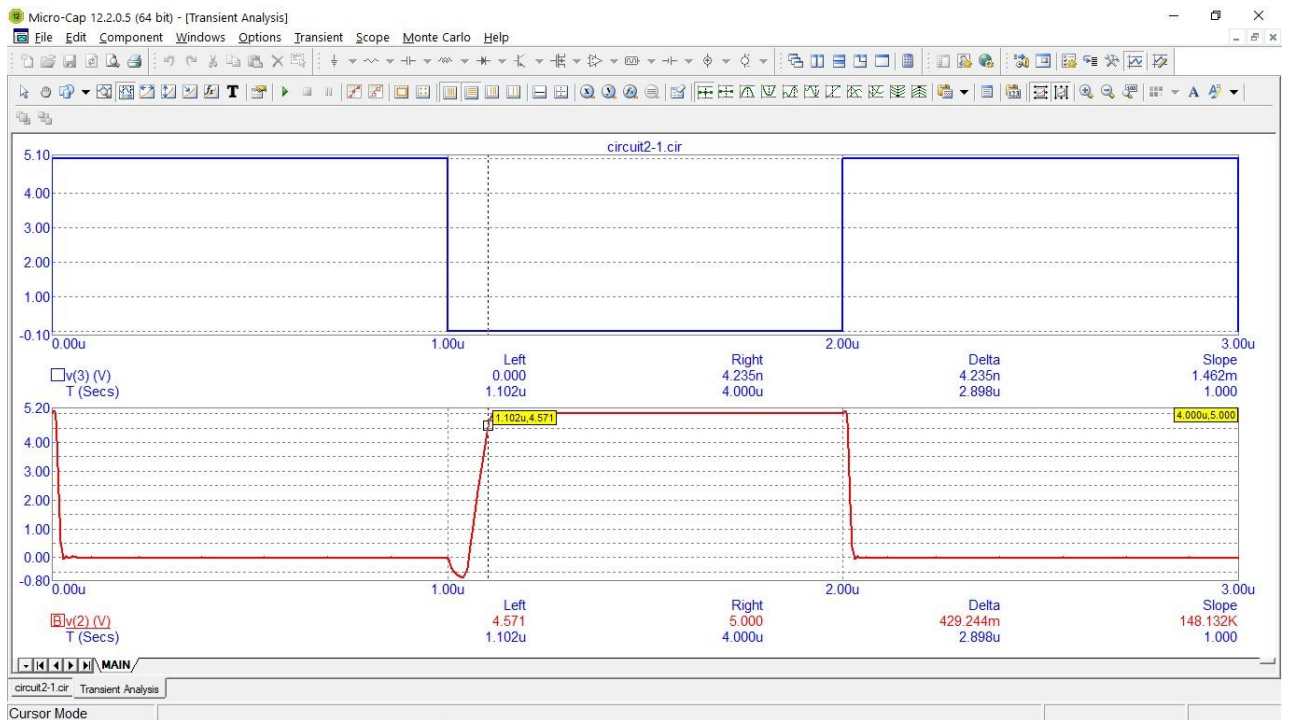 Micro-Cap 12.2.0.5 (64 bit) - [Transient Analysis]
File Edit Component Windows Options Transient Scope Monte Carlo Help
circuit2-1.cir
5.10
4.00
3.00
2.00
1.00
-0.10
0.00u 1.00u 2.00u 3.00u
Left Right Delta Slope
v(3) (V) 0.000 4.235n 4.235n 1.462m
T (Secs) 1.102u 4.000u 2.898u 1.000
5.20
1.102u,4.571 4.000u,5.000
4.00
3.00
2.00
1.00
0.00
-0.80
0.00u 1.00u 2.00u 3.00u
Left Right Delta Slope
B v(2) (V) 4.571 5.000 429.244m 148.132K
T (Secs) 1.102u 4.000u 2.898u 1.000
MAIN
circuit2-1.cir Transient Analysis
Cursor Mode